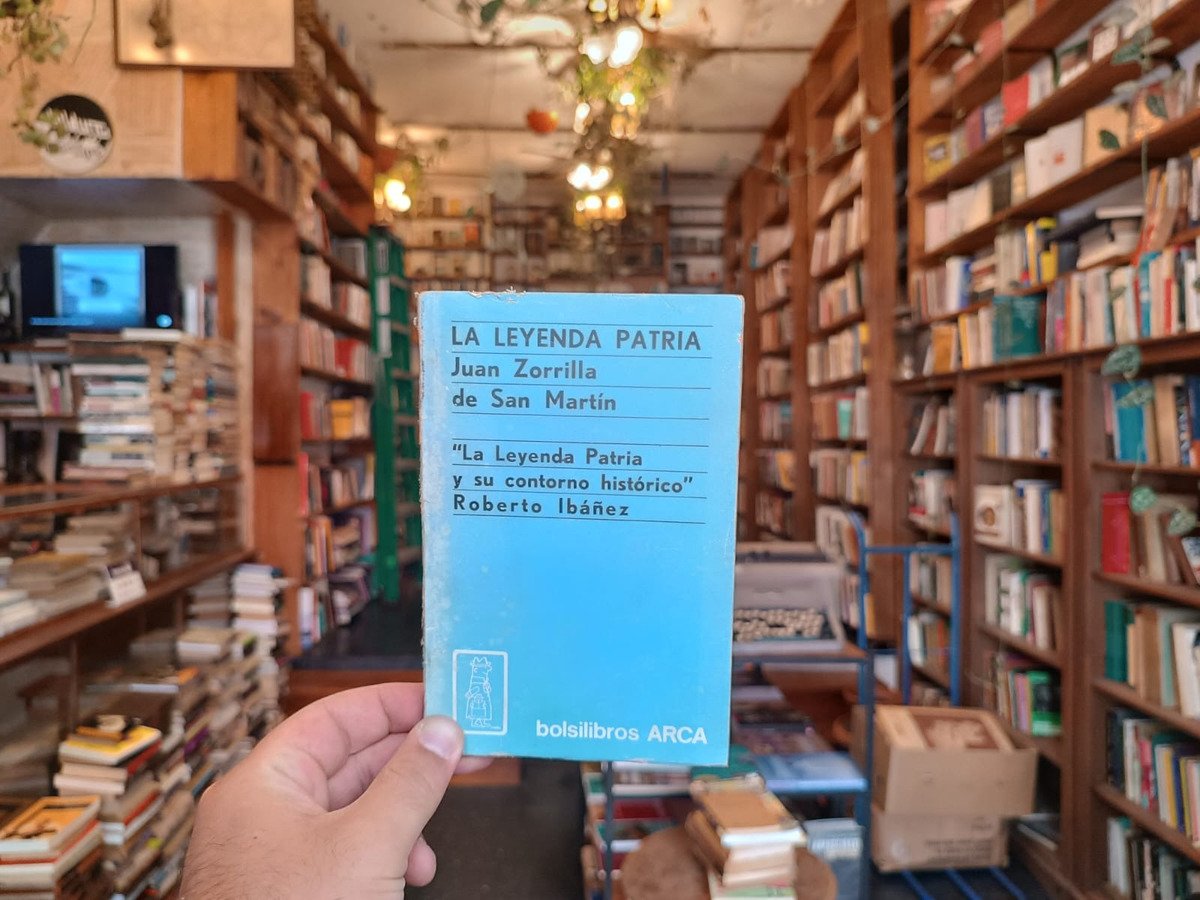 LA LEYENDA PATRIA
Juan Zorrilla
de San Martín
"La Leyenda Patria
y su contorno histórico"
Roberto Ibáñez
bolsilibros ARCA